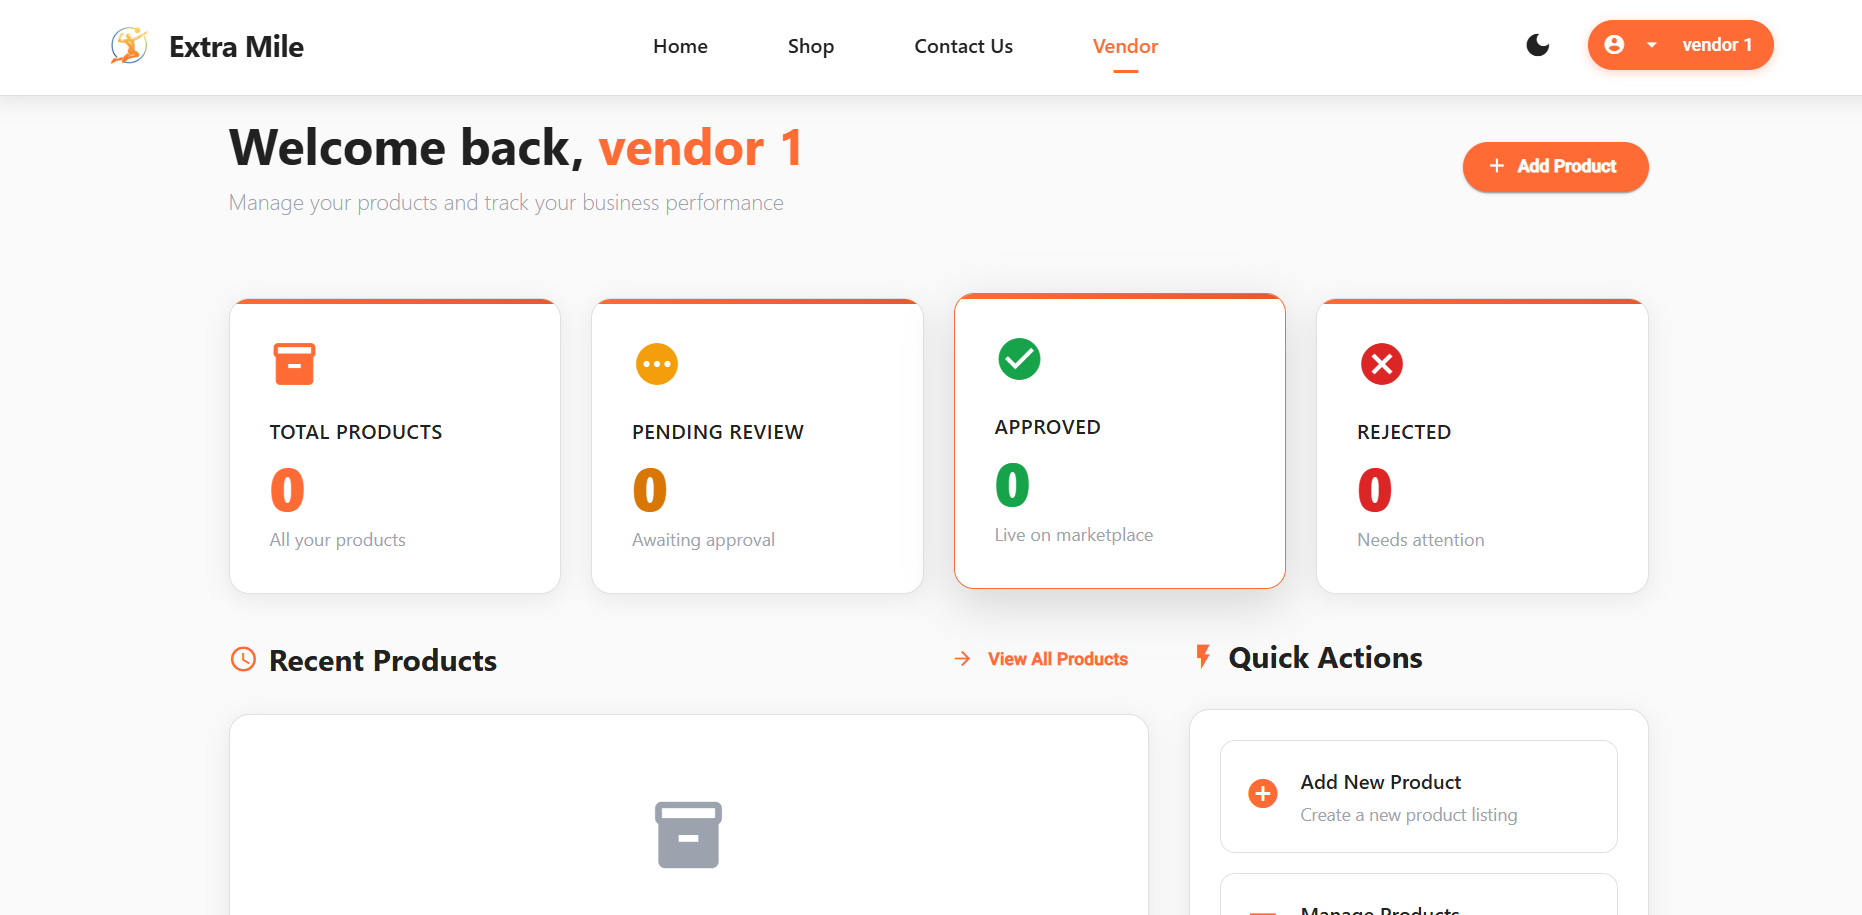 Extra Mile
Home
Shop
Contact Us
Vendor
vendor 1
Welcome back, vendor 1
Manage your products and track your business performance
Add Product
TOTAL PRODUCTS
0
All your products
PENDING REVIEW
0
Awaiting approval
APPROVED
0
Live on marketplace
REJECTED
0
Needs attention
Recent Products
View All Products
Quick Actions
Add New Product
Create a new product listing
Manage Products